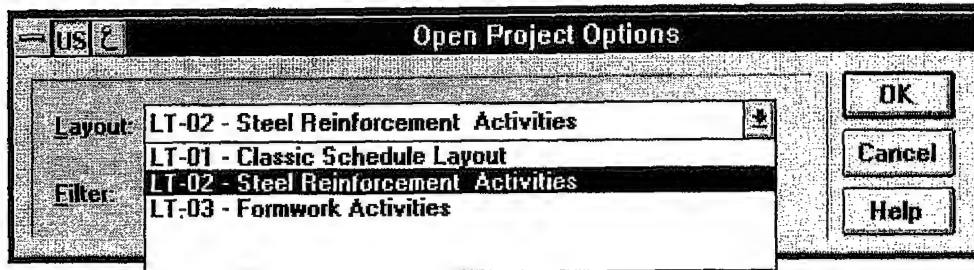 US ع Open Project Options
Layout: LT-02 - Steel Reinforcement Activities
LT-01 - Classic Schedule Layout
LT-02 - Steel Reinforcement Activities
LT-03 - Formwork Activities
Filter:
OK
Cancel
Help